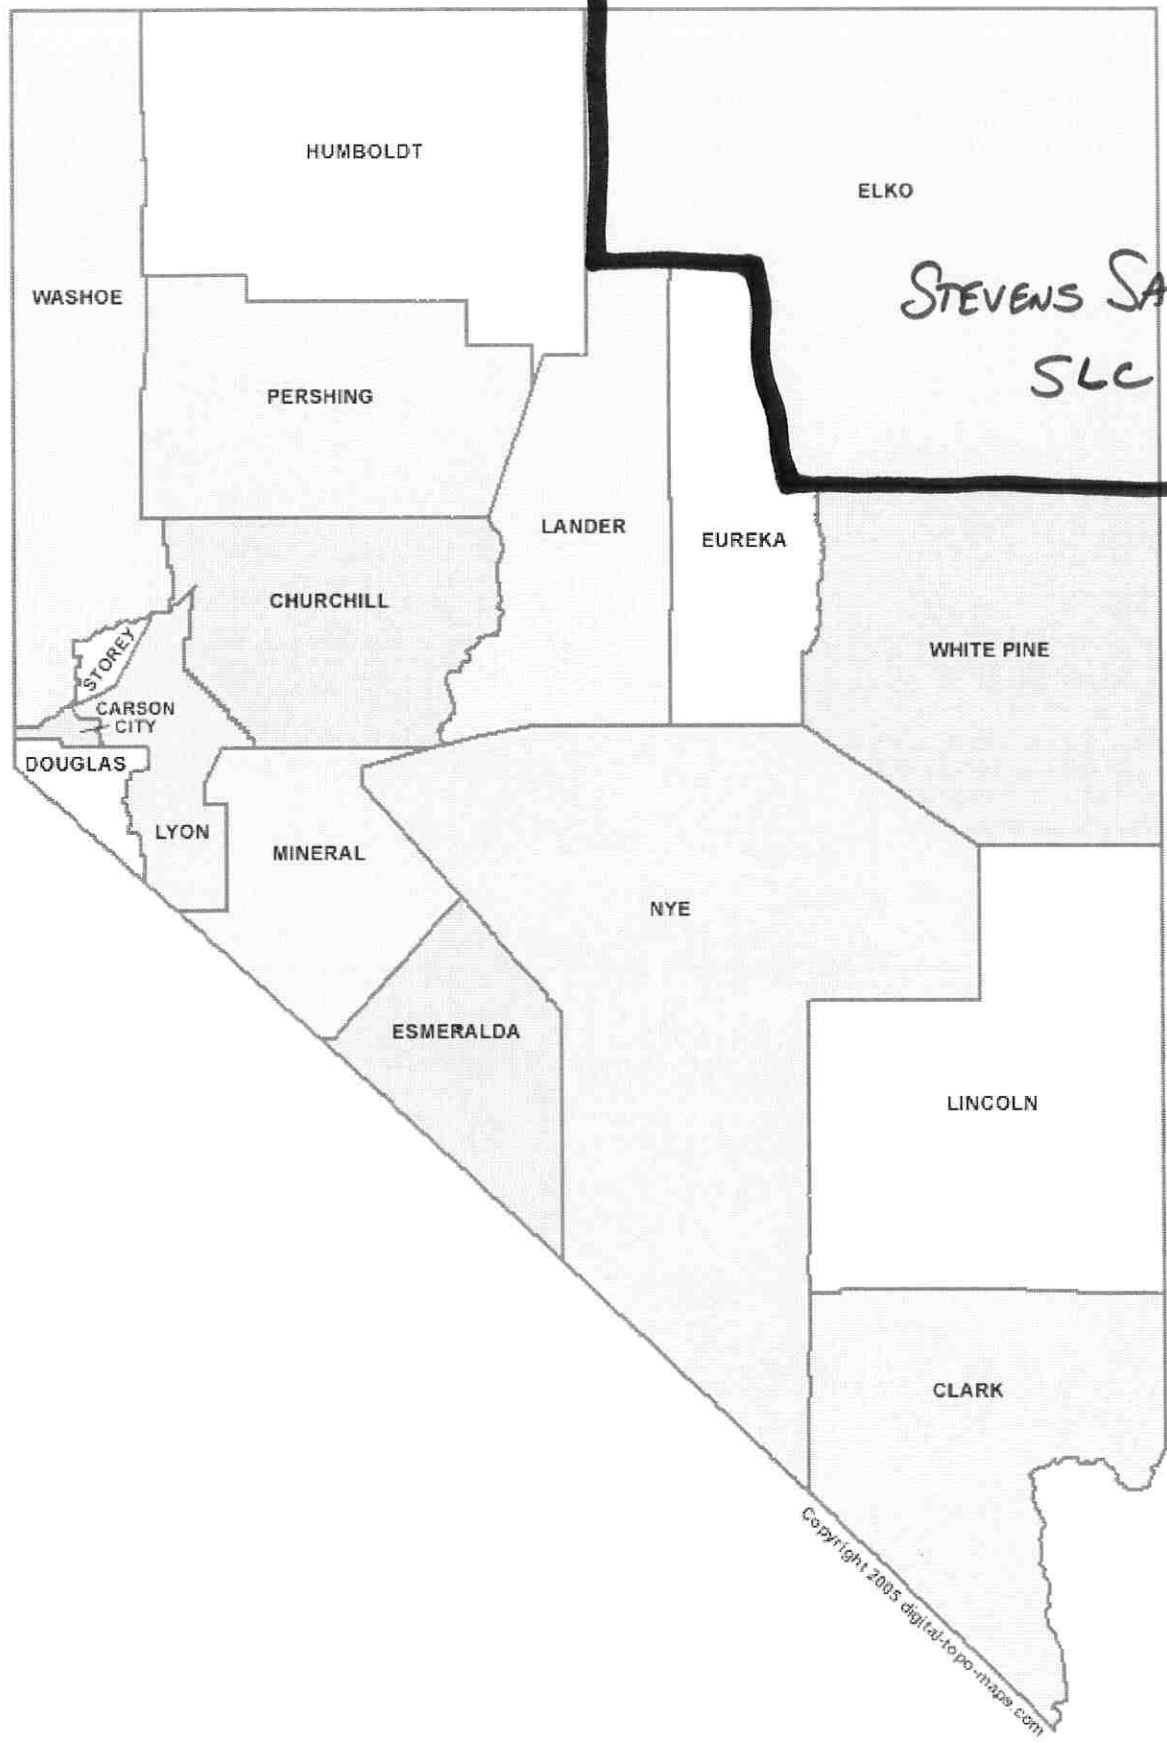 HUMBOLDT
ELKO
STEVENS SA
WASHOE
SLC
PERSHING
LANDER
EUREKA
CHURCHILL
WHITE PINE
STOREY
CARSON
CITY
DOUGLAS
LYON
MINERAL
NYE
ESMERALDA
LINCOLN
CLARK
Copyright 2005 digital-topo-maps.com